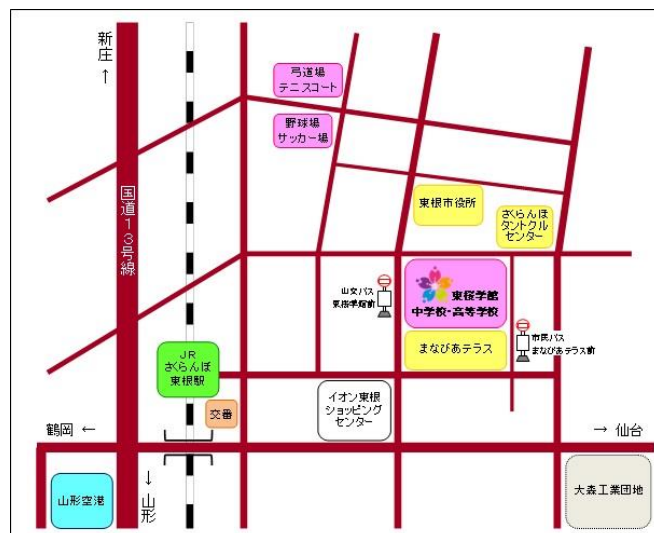 新庄
↑
弓道場
テニスコート
野球場
サッカー場
国道13号線
東根市役所
さくらんぼ
タントクル
センター
山交バス
東桜学館前
東桜学館
中学校・高等学校
市民バス
まなびあテラス前
まなびあテラス
JR
さくらんぼ
東根駅
交番
イオン東根
ショッピング
センター
鶴岡 ←
→ 仙台
山形空港
↓
山形
大森工業団地